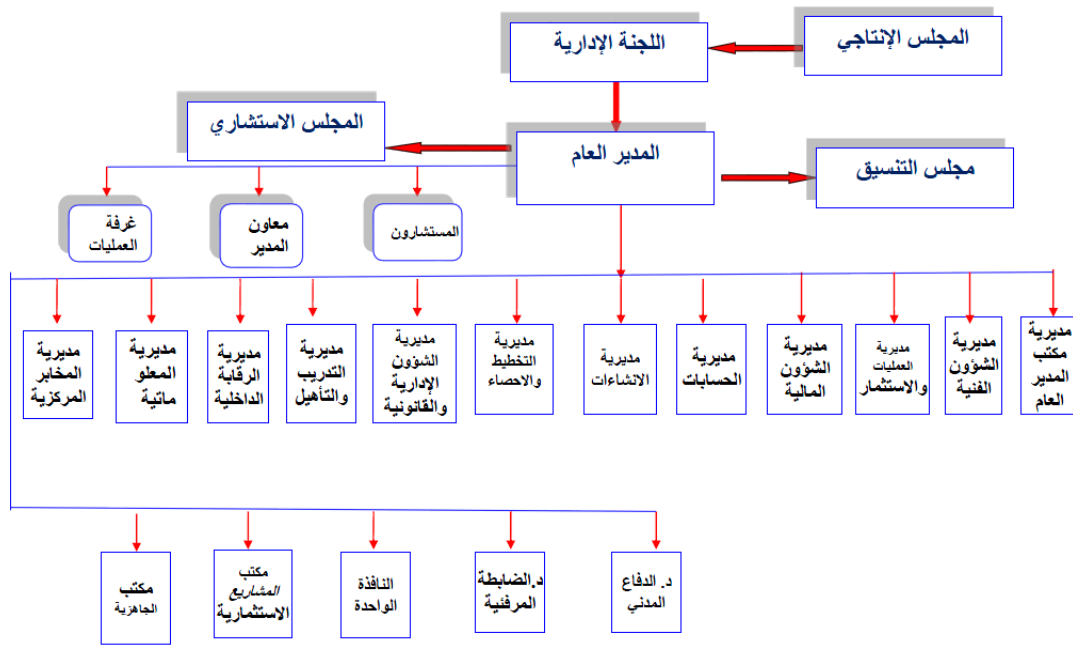 المجلس الإنتاجي
اللجنة الإدارية
المجلس الاستشاري
المدير العام
مجلس التنسيق
المستشارون
معاون
المدير
غرفة
العمليات
مديرية
مكتب
المدير
العام
مديرية
الشؤون
الفنية
مديرية
العمليات
والاستثمار
مديرية
الشؤون
المالية
مديرية
الحسابات
مديرية
الانشاءات
مديرية
التخطيط
والاحصاء
مديرية
الشؤون
الإدارية
والقانونية
مديرية
التدريب
والتأهيل
مديرية
الرقابة
الداخلية
مديرية
المعلو
ماتية
مديرية
المخابر
المركزية
د. الدفاع
المدني
د.الضابطة
المرفئية
النافذة
الواحدة
مكتب
المشاريع
الاستثمارية
مكتب
الجاهزية